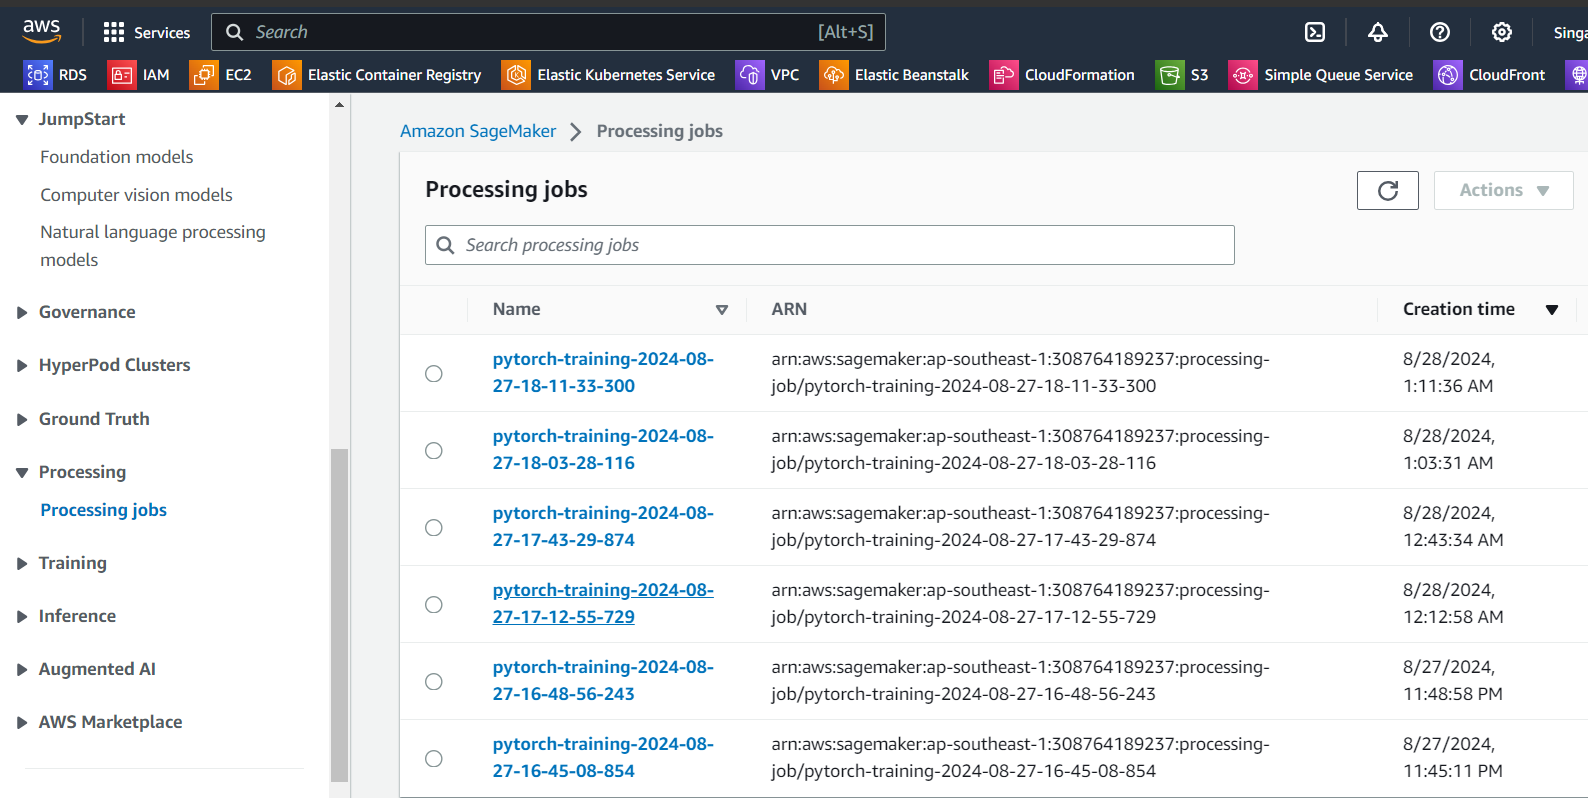 aws
Services
Search
[Alt+S]
RDS
IAM
EC2
Elastic Container Registry
Elastic Kubernetes Service
VPC
Elastic Beanstalk
CloudFormation
S3
Simple Queue Service
CloudFront
JumpStart
Foundation models
Computer vision models
Natural language processing
models
Governance
HyperPod Clusters
Ground Truth
Processing
Processing jobs
Training
Inference
Augmented AI
AWS Marketplace
Amazon SageMaker
Processing jobs
Processing jobs
Actions
Search processing jobs
Name
ARN
Creation time
pytorch-training-2024-08-
27-18-11-33-300
arn:aws:sagemaker:ap-southeast-1:308764189237:processing-
job/pytorch-training-2024-08-27-18-11-33-300
8/28/2024,
1:11:36 AM
pytorch-training-2024-08-
27-18-03-28-116
arn:aws:sagemaker:ap-southeast-1:308764189237:processing-
job/pytorch-training-2024-08-27-18-03-28-116
8/28/2024,
1:03:31 AM
pytorch-training-2024-08-
27-17-43-29-874
arn:aws:sagemaker:ap-southeast-1:308764189237:processing-
job/pytorch-training-2024-08-27-17-43-29-874
8/28/2024,
12:43:34 AM
pytorch-training-2024-08-
27-17-12-55-729
arn:aws:sagemaker:ap-southeast-1:308764189237:processing-
job/pytorch-training-2024-08-27-17-12-55-729
8/28/2024,
12:12:58 AM
pytorch-training-2024-08-
27-16-48-56-243
arn:aws:sagemaker:ap-southeast-1:308764189237:processing-
job/pytorch-training-2024-08-27-16-48-56-243
8/27/2024,
11:48:58 PM
pytorch-training-2024-08-
27-16-45-08-854
arn:aws:sagemaker:ap-southeast-1:308764189237:processing-
job/pytorch-training-2024-08-27-16-45-08-854
8/27/2024,
11:45:11 PM